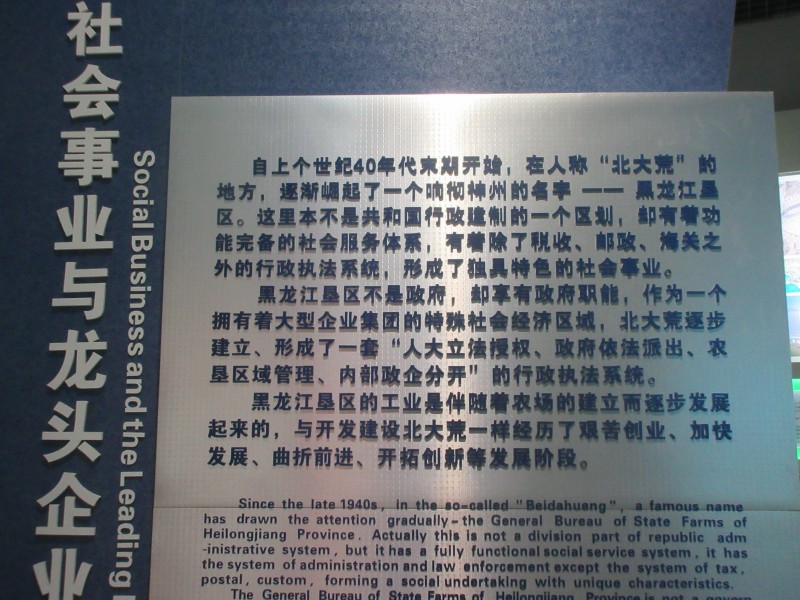 社会事业与龙头企业
Social Business and the Leading
自上个世纪40年代末期开始，在人称“北大荒”的
地方，逐渐崛起了一个响彻神州的名字 —— 黑龙江垦
区。这里本不是共和国行政建制的一个区划，却有着功
能完备的社会服务体系，有着除了税收、邮政、海关之
外的行政执法系统，形成了独具特色的社会事业。
黑龙江垦区不是政府，却享有政府职能，作为一个
拥有着大型企业集团的特殊社会经济区域，北大荒逐步
建立、形成了一套“人大立法授权、政府依法派出、农
垦区域管理、内部政企分开”的行政执法系统。
黑龙江垦区的工业是伴随着农场的建立而逐步发展
起来的，与开发建设北大荒一样经历了艰苦创业、加快
发展、曲折前进、开拓创新等发展阶段。
Since the late 1940s, in the so-called "Beidahuang", a famous name
has drawn the attention gradually-the General Bureau of State Farms of
Heilongjiang Province. Actually this is not a division part of republic adm
-inistrative system, but it has a fully functional social service system, it has
the system of administration and law enforcement except the system of tax,
postal, custom, forming a social undertaking with unique characteristics.
The General Bureau of State Farms of Heilongjiang Province is not a govern